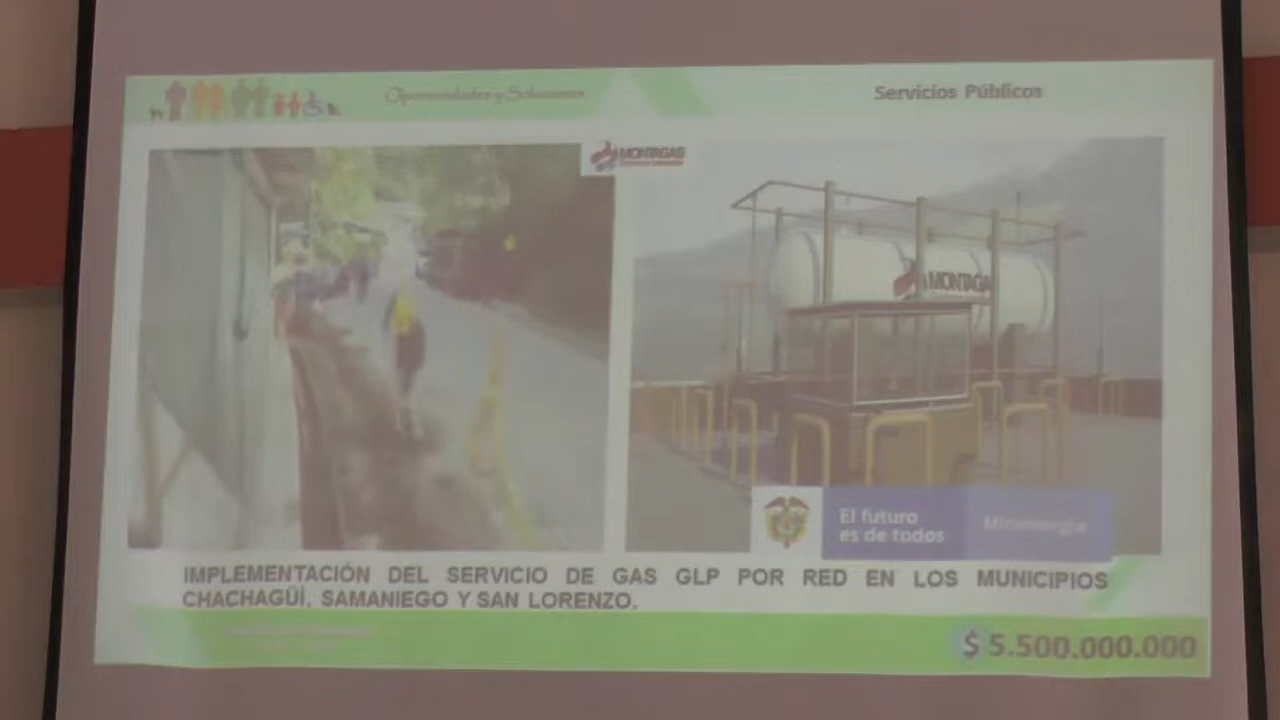 Oportunidades y Soluciones
Servicios Públicos
MONTAGAS
MONTAGA
El futuro
es de todos
Minenergía
IMPLEMENTACIÓN DEL SERVICIO DE GAS GLP POR RED EN LOS MUNICIPIOS
CHACHAGÜÍ, SAMANIEGO Y SAN LORENZO.
$ 5.500.000.000